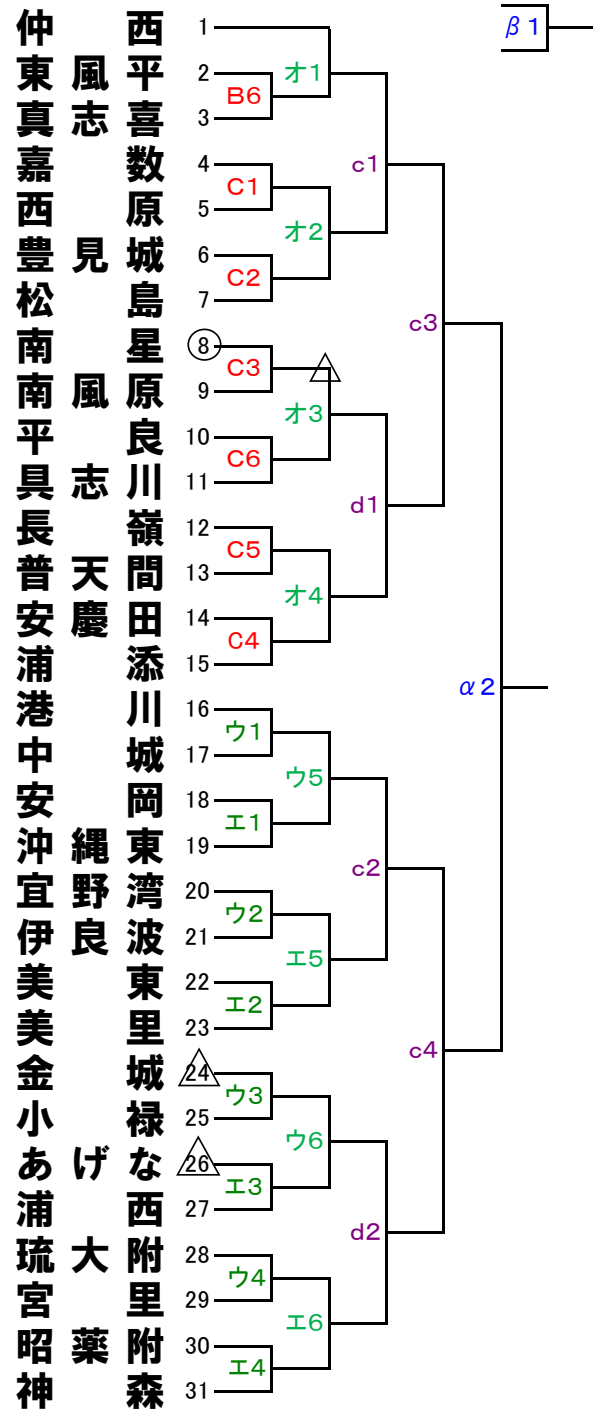 β1
仲西 1
オ1
東風平 2
B6
真志喜 3
c1
嘉数 4
C1
西原 5
オ2
豊見城 6
C2
松島 7
c3
南星 8
C3
南風原 9
オ3
平良 10
C6
具志川 11
d1
長嶺 12
C5
普天間 13
オ4
安慶田 14
C4
浦添 15
α2
港川 16
ウ1
中城 17
ウ5
安岡 18
エ1
沖縄東 19
c2
宜野湾 20
ウ2
伊良波 21
エ5
美東 22
エ2
美里 23
c4
金城 24
ウ3
小禄 25
ウ6
あげな 26
エ3
浦西 27
d2
琉大附 28
ウ4
宮里 29
エ6
昭薬附 30
エ4
神森 31